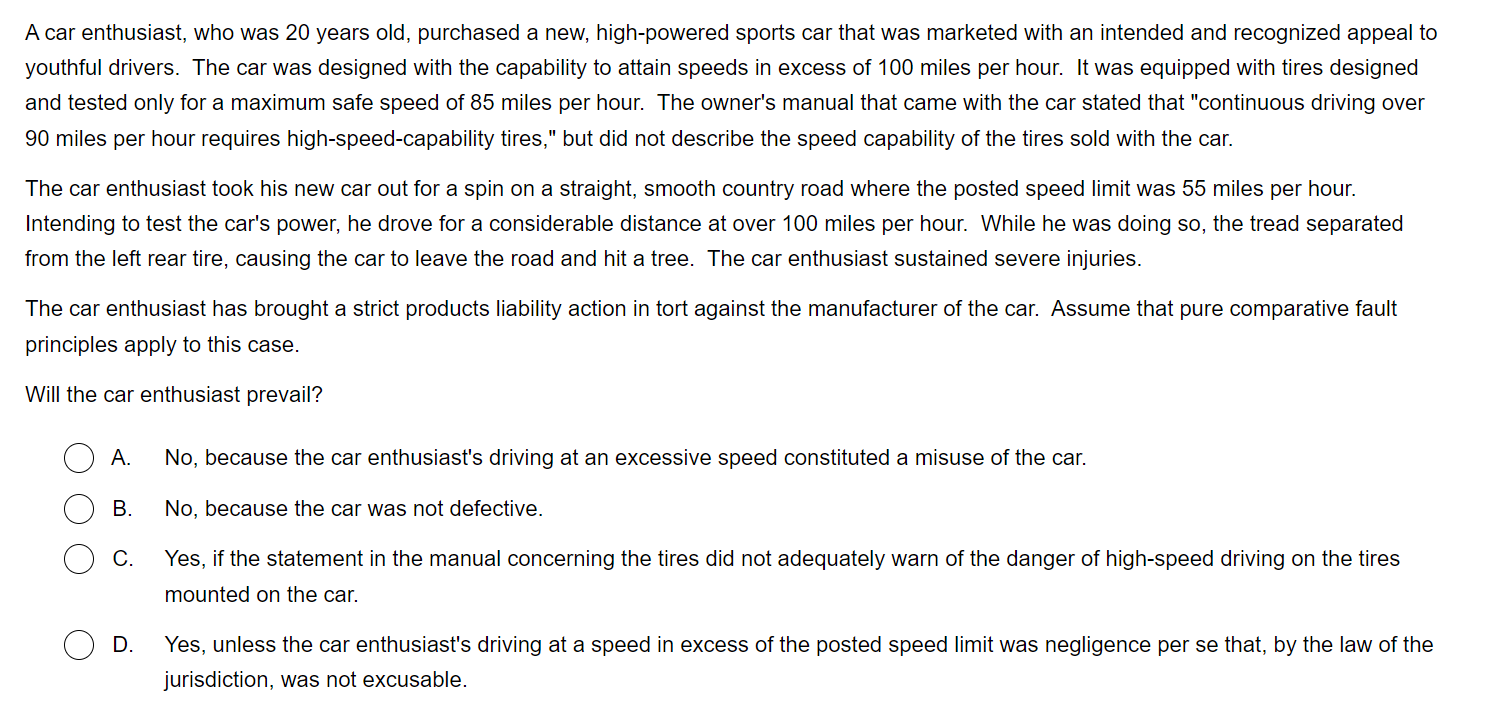 A car enthusiast, who was 20 years old, purchased a new, high-powered sports car that was marketed with an intended and recognized appeal to
youthful drivers.  The car was designed with the capability to attain speeds in excess of 100 miles per hour.  It was equipped with tires designed
and tested only for a maximum safe speed of 85 miles per hour.  The owner's manual that came with the car stated that "continuous driving over
90 miles per hour requires high-speed-capability tires," but did not describe the speed capability of the tires sold with the car.
The car enthusiast took his new car out for a spin on a straight, smooth country road where the posted speed limit was 55 miles per hour.
Intending to test the car's power, he drove for a considerable distance at over 100 miles per hour.  While he was doing so, the tread separated
from the left rear tire, causing the car to leave the road and hit a tree.  The car enthusiast sustained severe injuries.
The car enthusiast has brought a strict products liability action in tort against the manufacturer of the car.  Assume that pure comparative fault
principles apply to this case.
Will the car enthusiast prevail?
A. No, because the car enthusiast's driving at an excessive speed constituted a misuse of the car.
B. No, because the car was not defective.
C. Yes, if the statement in the manual concerning the tires did not adequately warn of the danger of high-speed driving on the tires
mounted on the car.
D. Yes, unless the car enthusiast's driving at a speed in excess of the posted speed limit was negligence per se that, by the law of the
jurisdiction, was not excusable.